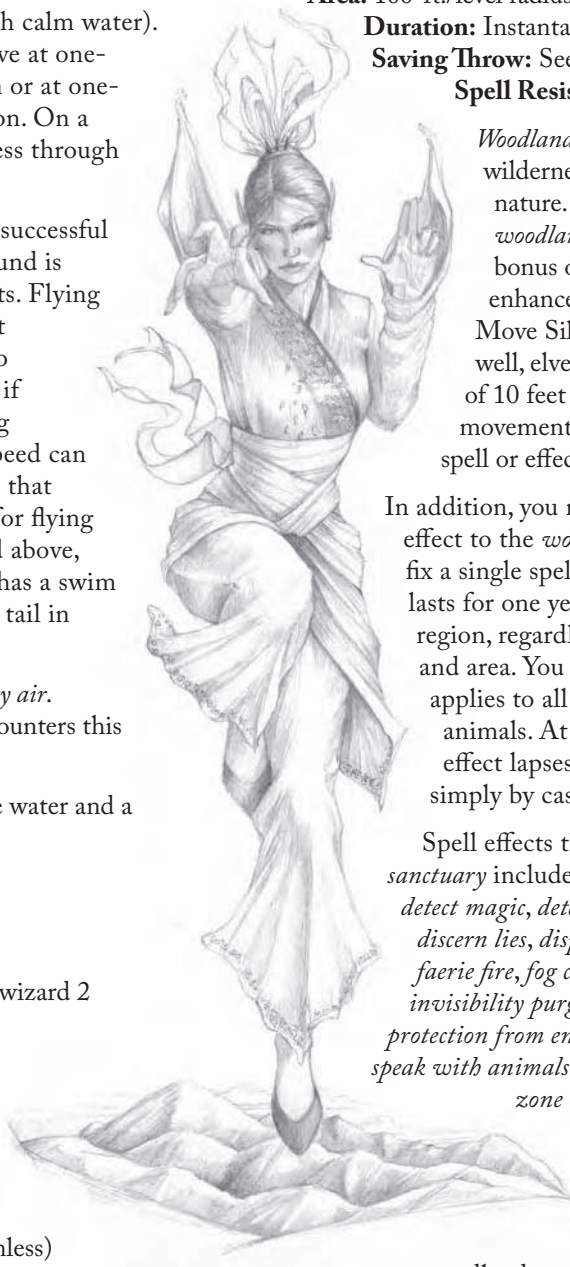 h calm water).
ve at one-
n or at one-
on. On a
ess through
successful
und is
ts. Flying
t
o
if
g
peed can
that
for flying
d above,
has a swim
tail in
y air.
ounters this
e water and a
wizard 2
nless)
Area: 100-ft./level radius
Duration: Instanta
Saving Throw: See
Spell Resis
Woodland
wilderne
nature.
woodlan
bonus o
enhance
Move Sil
well, elve
of 10 feet
movement
spell or effec
In addition, you m
effect to the wo
fix a single spel
lasts for one ye
region, regardl
and area. You
applies to all
animals. At
effect lapses
simply by cas
Spell effects th
sanctuary include
detect magic, dete
discern lies, disp
faerie fire, fog c
invisibility purg
protection from en
speak with animals
zone